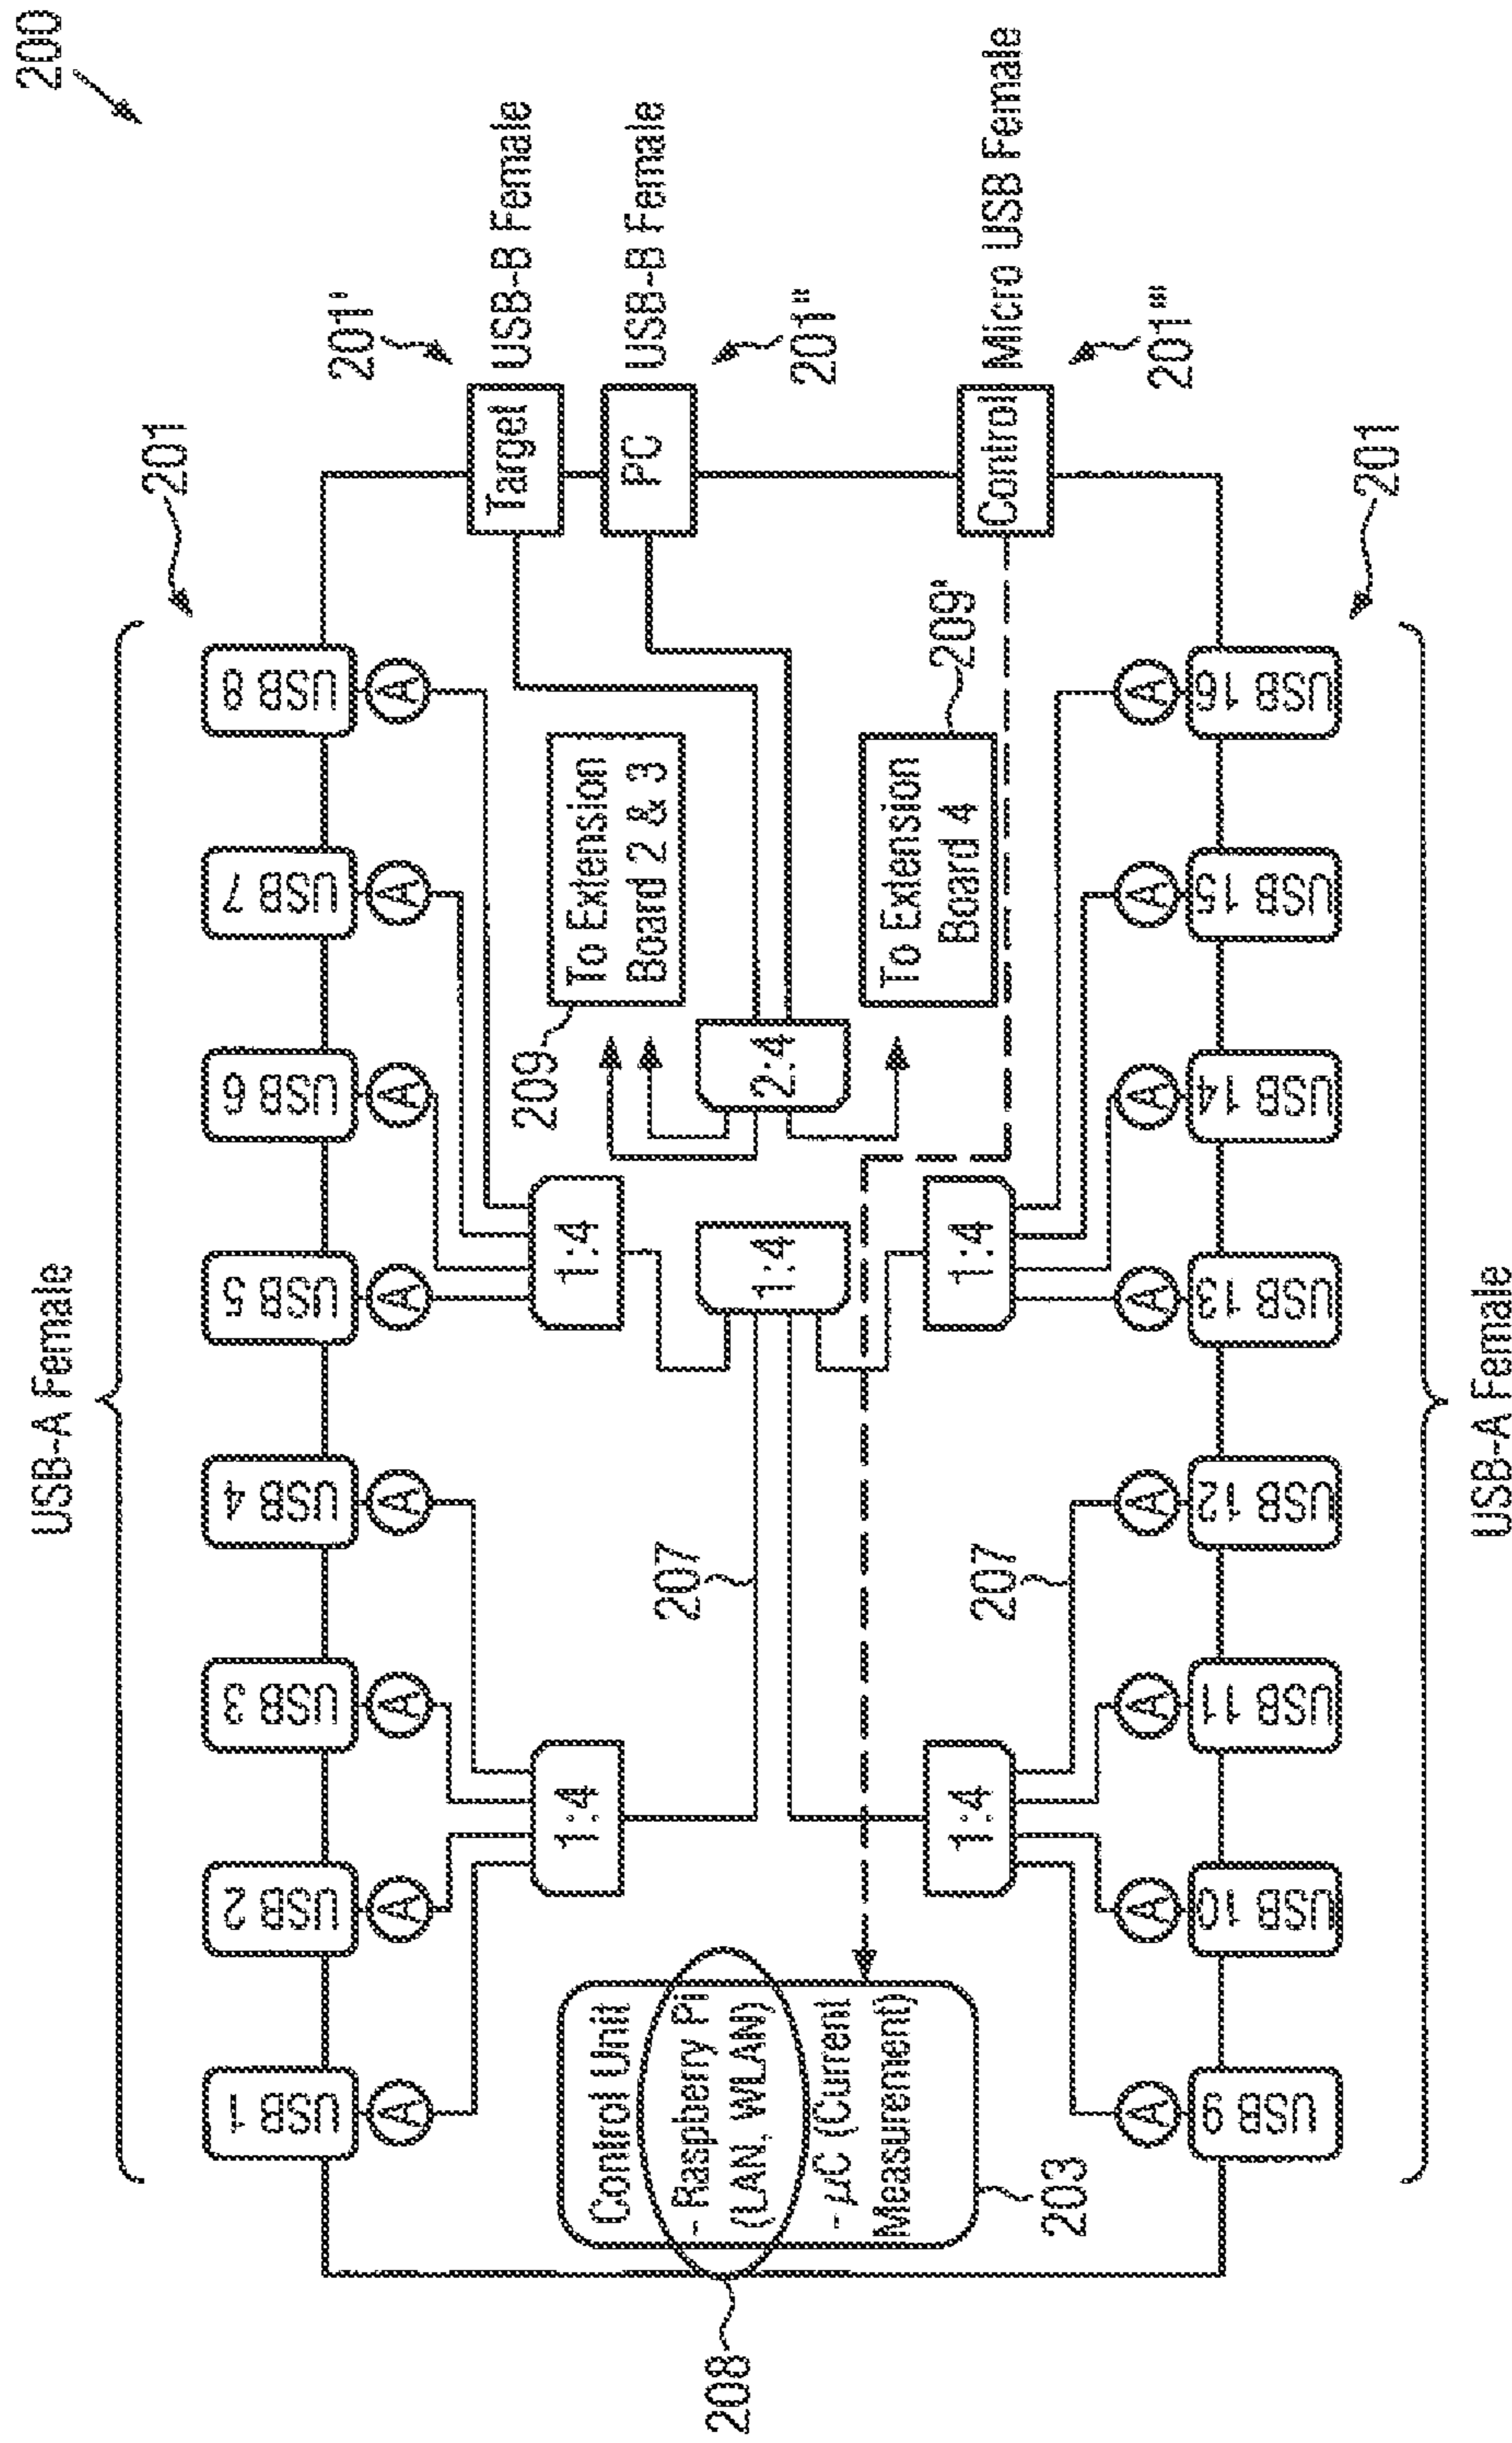 200
USB-A Female
201
USB 1
USB 2
USB 3
USB 4
USB 5
USB 6
USB 7
USB 8
A
A
A
A
A
A
A
A
201'
Target
USB-B Female
PC
USB-B Female
201"
Control
Micro USB Female
201'''
1:4
1:4
209
To Extension
Board 2 & 3
2:4
1:4
To Extension
Board 4
209'
207
207
1:4
1:4
208
Control Unit
- Raspberry Pi
(LAN, WLAN)
- μC (Current
Measurement)
203
A
A
A
A
A
A
A
A
USB 9
USB 10
USB 11
USB 12
USB 13
USB 14
USB 15
USB 16
201
USB-A Female